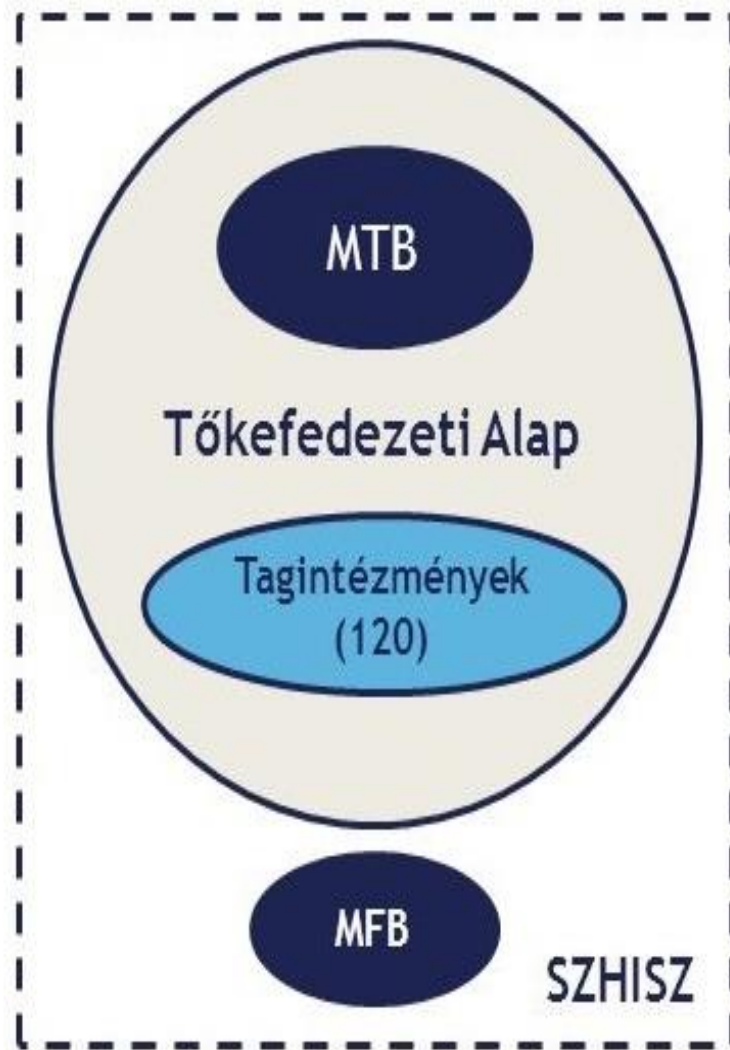 MTB
Tőkefedezeti Alap
Tagintézmények
(120)
MFB
SZHISZ